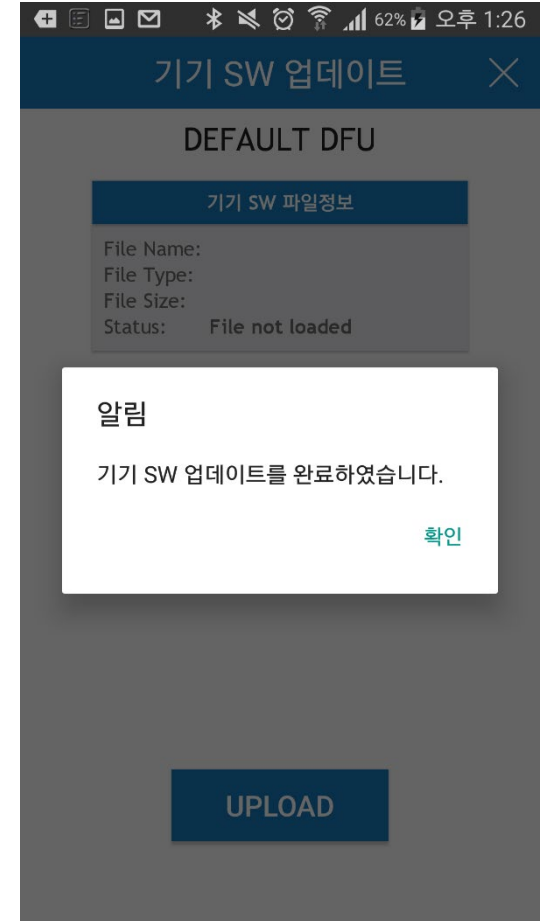 62% 오후 1:26
기기 SW 업데이트
DEFAULT DFU
기기 SW 파일정보
File Name:
File Type:
File Size:
Status: File not loaded
알림
기기 SW 업데이트를 완료하였습니다.
확인
UPLOAD